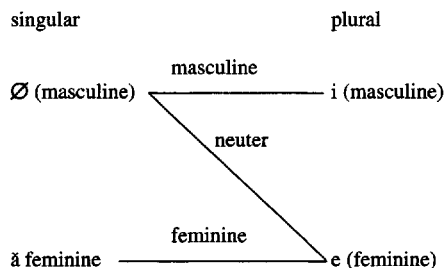 singular plural
masculine
Ø (masculine) i (masculine)
neuter
feminine
ă feminine e (feminine)